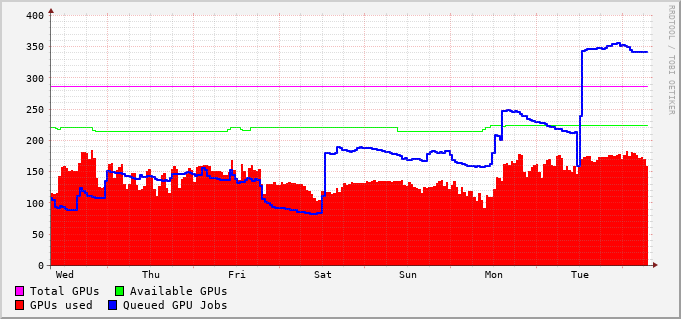 400
350
300
250
200
150
100
50
0
Wed Thu Fri Sat Sun Mon Tue
Total GPUs Available GPUs
GPUs used Queued GPU Jobs
RRDTOOL / TOBI OETIKER